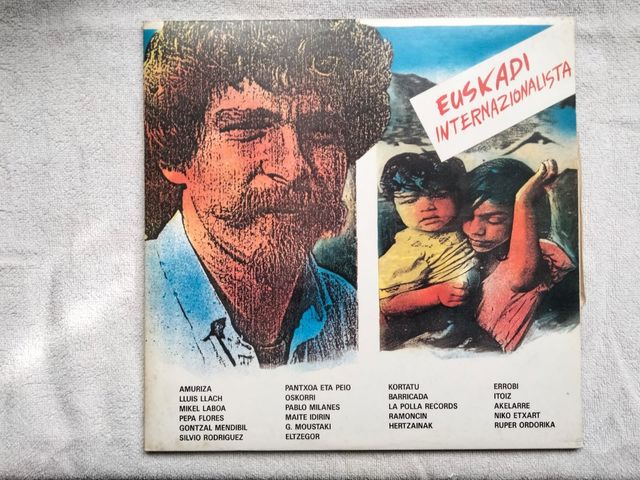 EUSKADI
INTERNAZIONALISTA
AMURIZA
LLUIS LLACH
MIKEL LABOA
PEPA FLORES
GONTZAL MENDIBIL
SILVIO RODRIGUEZ
PANTXOA ETA PEIO
OSKORRI
PABLO MILANES
MAITE IDIRIN
G. MOUSTAKI
ELTZEGOR
KORTATU
BARRICADA
LA POLLA RECORDS
RAMONCIN
HERTZAINAK
ERROBI
ITOIZ
AKELARRE
NIKO ETXART
RUPER ORDORIKA